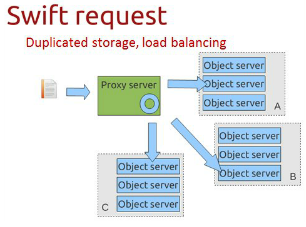 Swift request
Duplicated storage, load balancing
Proxy server
Object server
Object server
Object server
A
Object server
Object server
Object server
B
Object server
Object server
Object server
C